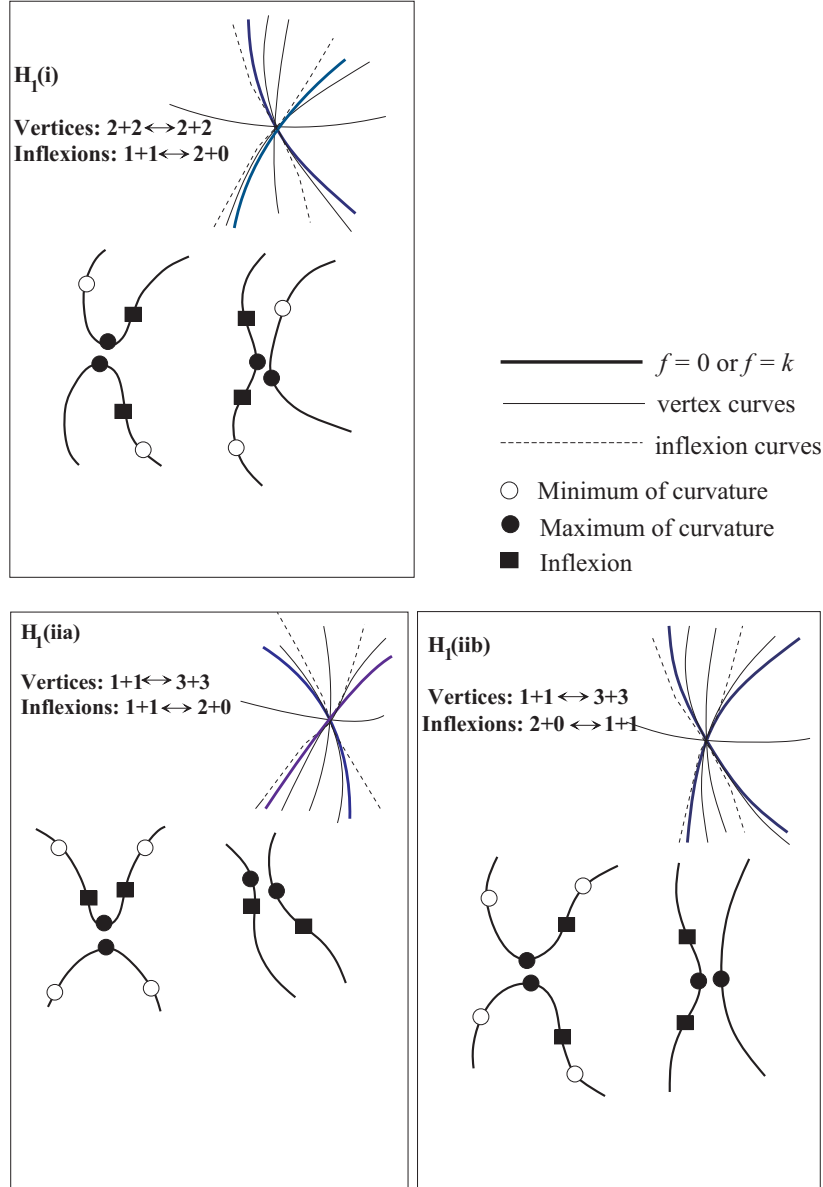 H₁(i)
Vertices: 2+2↔2+2
Inflexions: 1+1↔2+0
f = 0 or f = k
vertex curves
inflexion curves
Minimum of curvature
Maximum of curvature
Inflexion
H₁(iia)
Vertices: 1+1↔3+3
Inflexions: 1+1↔2+0
H₁(iib)
Vertices: 1+1↔3+3
Inflexions: 2+0↔1+1